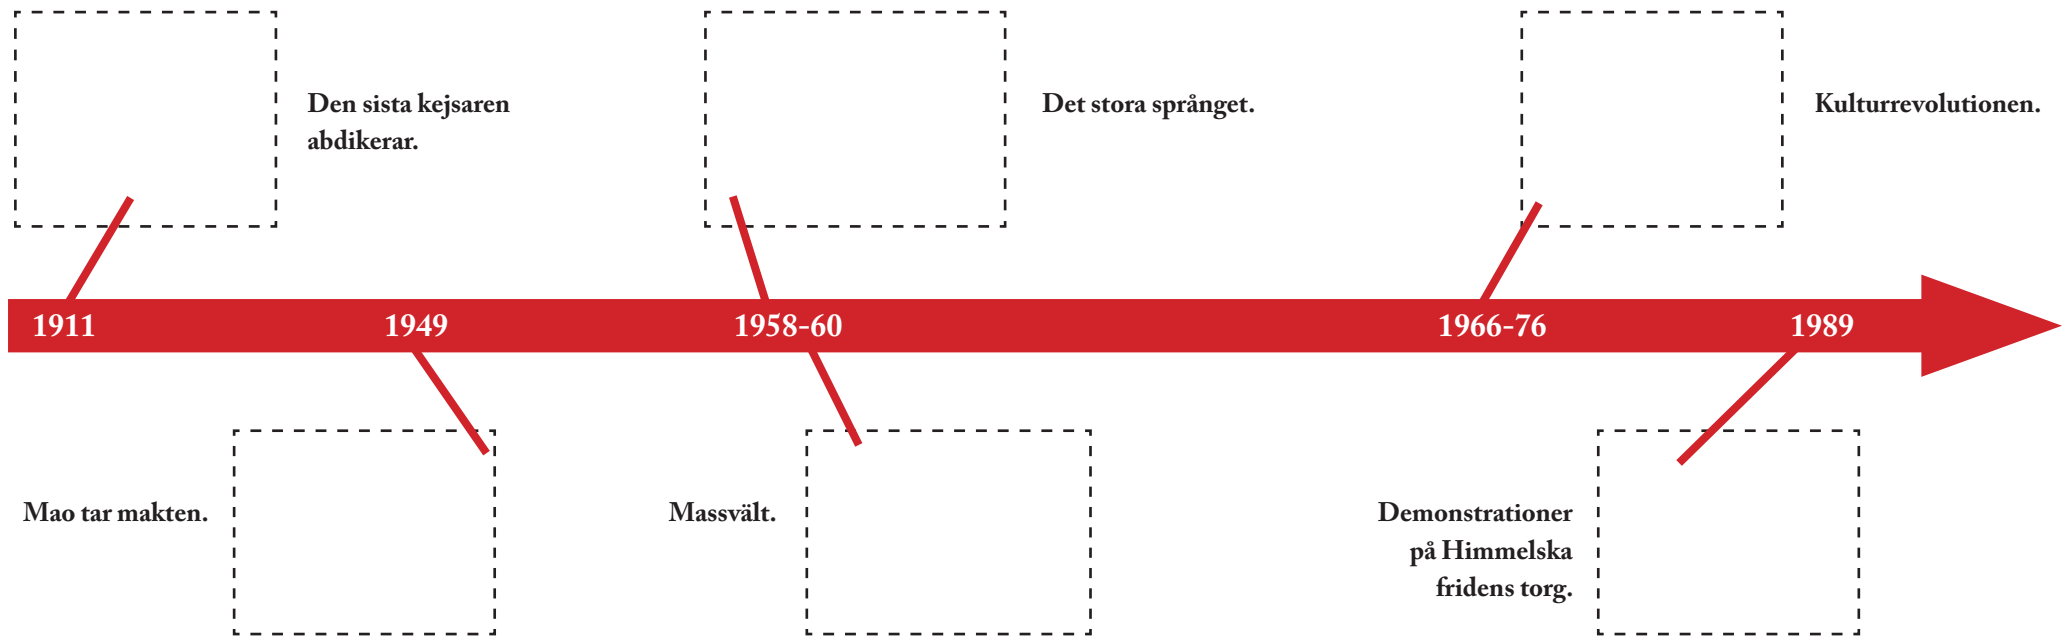 Den sista kejsaren
abdikerar.
Det stora språnget.
Kulturrevolutionen.
1911
1949
1958-60
1966-76
1989
Mao tar makten.
Massvält.
Demonstrationer
på Himmelska
fridens torg.